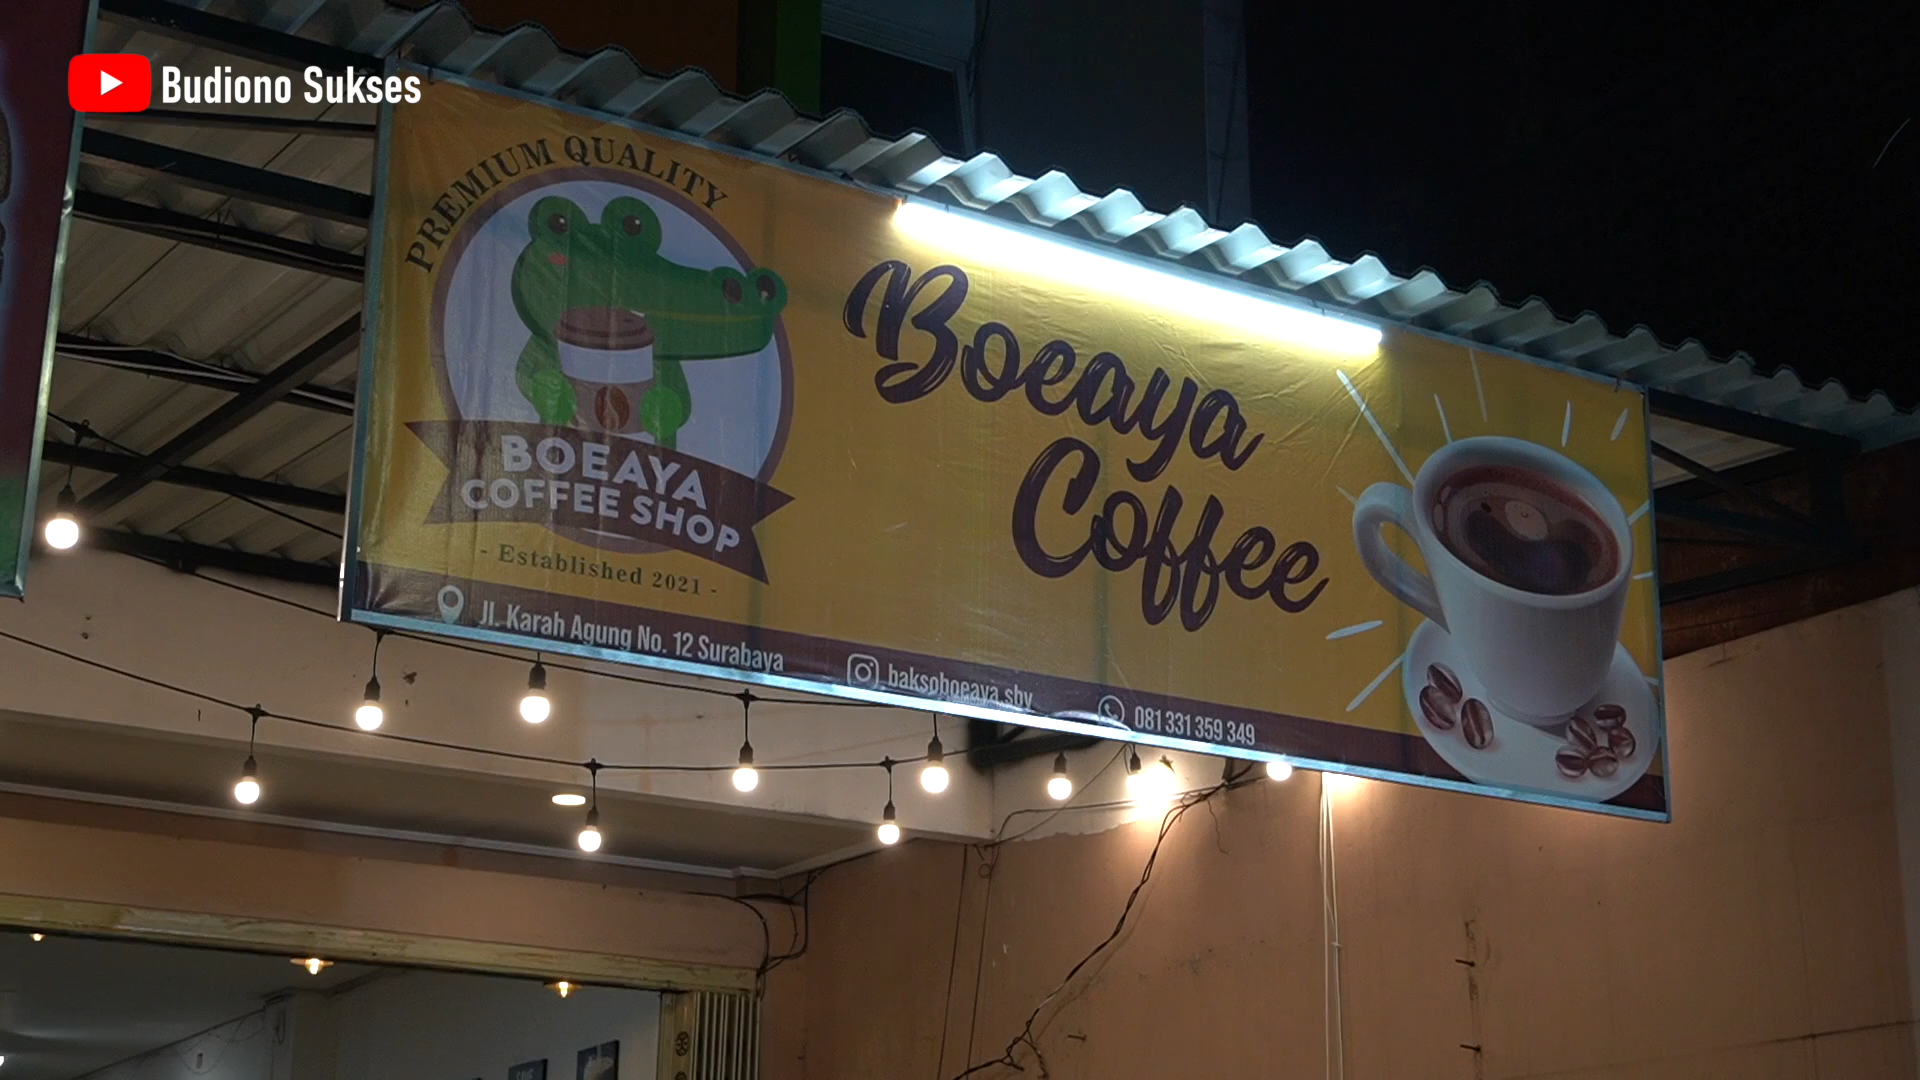 Budiono Sukses
PREMIUM QUALITY
BOEAYA
COFFEE SHOP
- Established 2021 -
Boeaya
Coffee
Jl. Karah Agung No. 12 Surabaya
baksoboeaya.sby
081 331 359 349